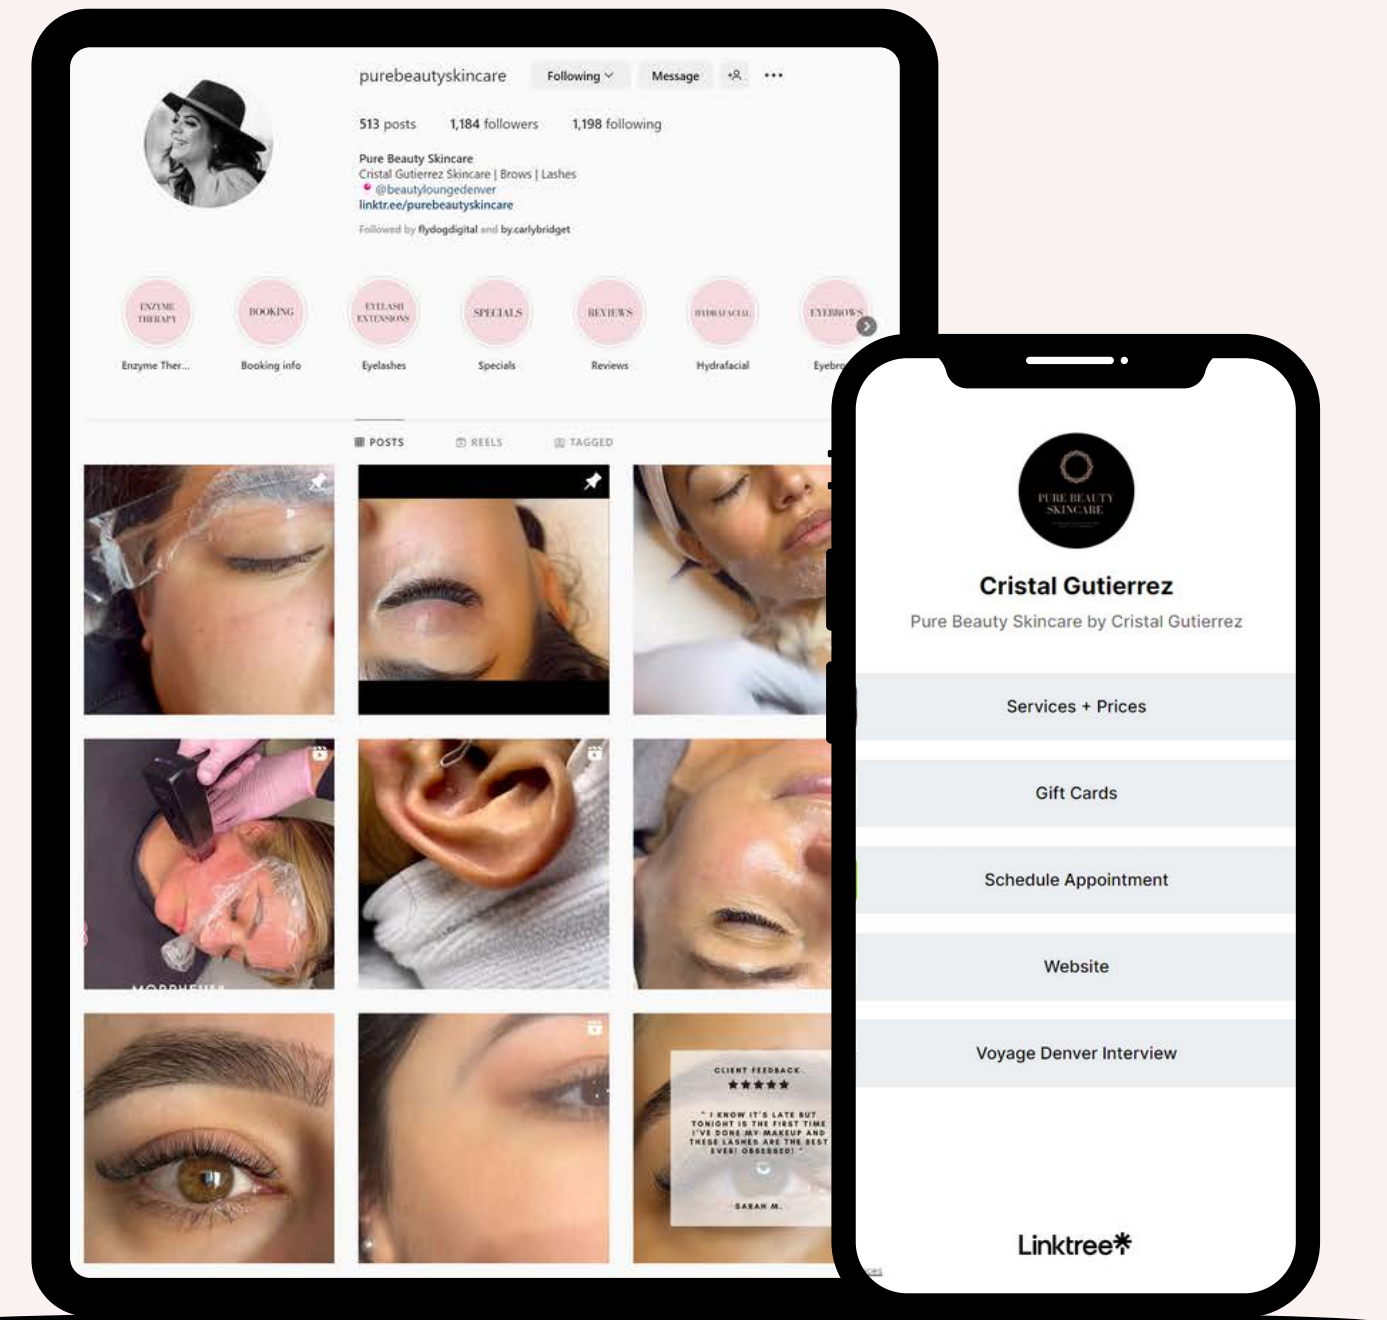 purebeautyskincare Following Message
513 posts 1,184 followers 1,198 following
Pure Beauty Skincare
Cristal Gutierrez Skincare | Brows | Lashes
@beautyloungedenver
linktr.ee/purebeautyskincare
Followed by flydogdigital and by.carlybridget
ENZYME
THERAPY
BOOKING
EYELASH
EXTENSIONS
SPECIALS
REVIEWS
HYDRAFACIAL
EYEBROWS
Enzyme Ther... Booking info Eyelashes Specials Reviews Hydrafacial Eyebro
POSTS REELS TAGGED
CLIENT FEEDBACK
★★★★★
" I KNOW IT'S LATE BUT
TONIGHT IS THE FIRST TIME
I'VE DONE MY MAKEUP AND
THESE LASHES ARE THE BEST
EVER! OBSESSED! "
SARAH M.
PURE BEAUTY
SKINCARE
Cristal Gutierrez
Pure Beauty Skincare by Cristal Gutierrez
Services + Prices
Gift Cards
Schedule Appointment
Website
Voyage Denver Interview
Linktree*